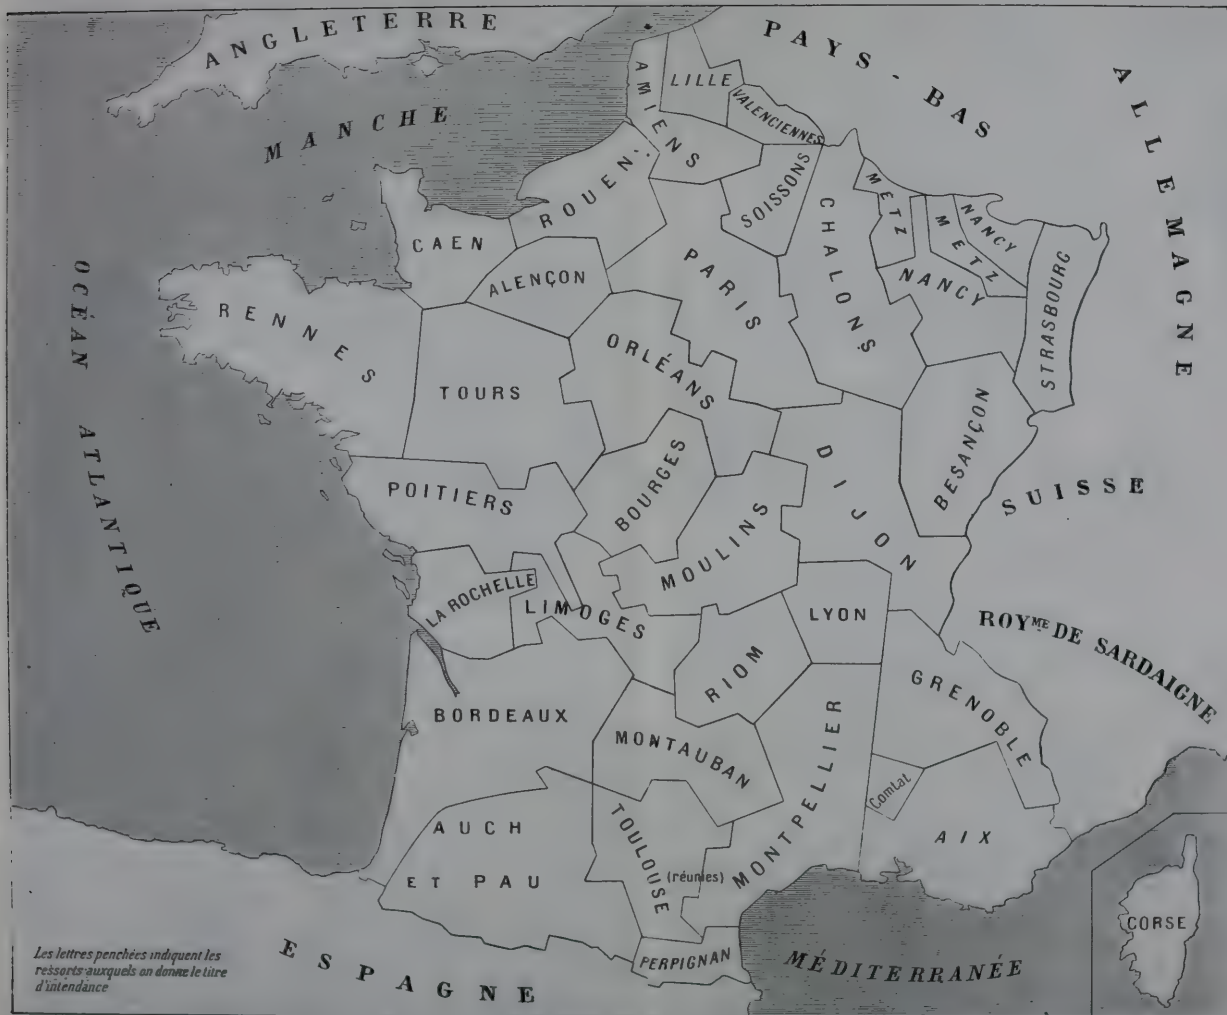 ANGLETERRE
PAYS-BAS
ALLEMAGNE
MANCHE
AMIENS
LILLE
VALENCIENNES
ROUEN
SOISSONS
CHALONS
METZ
NANCY
METZ
NANCY
STRASBOURG
CAEN
ALENÇON
PARIS
OCÉAN ATLANTIQUE
RENNES
TOURS
ORLÉANS
BESANÇON
SUISSE
POITIERS
BOURGES
MOULINS
DIJON
LA ROCHELLE
LIMOGES
LYON
RIOM
ROYME DE SARDAIGNE
GRENOBLE
BORDEAUX
MONTAUBAN
MONTPELLIER
Comtat
AIX
AUCH
ET PAU
TOULOUSE
(réunies)
PERPIGNAN
CORSE
ESPAGNE
MÉDITERRANÉE
Les lettres penchées indiquent les
ressorts auxquels on donne le titre
d'intendance